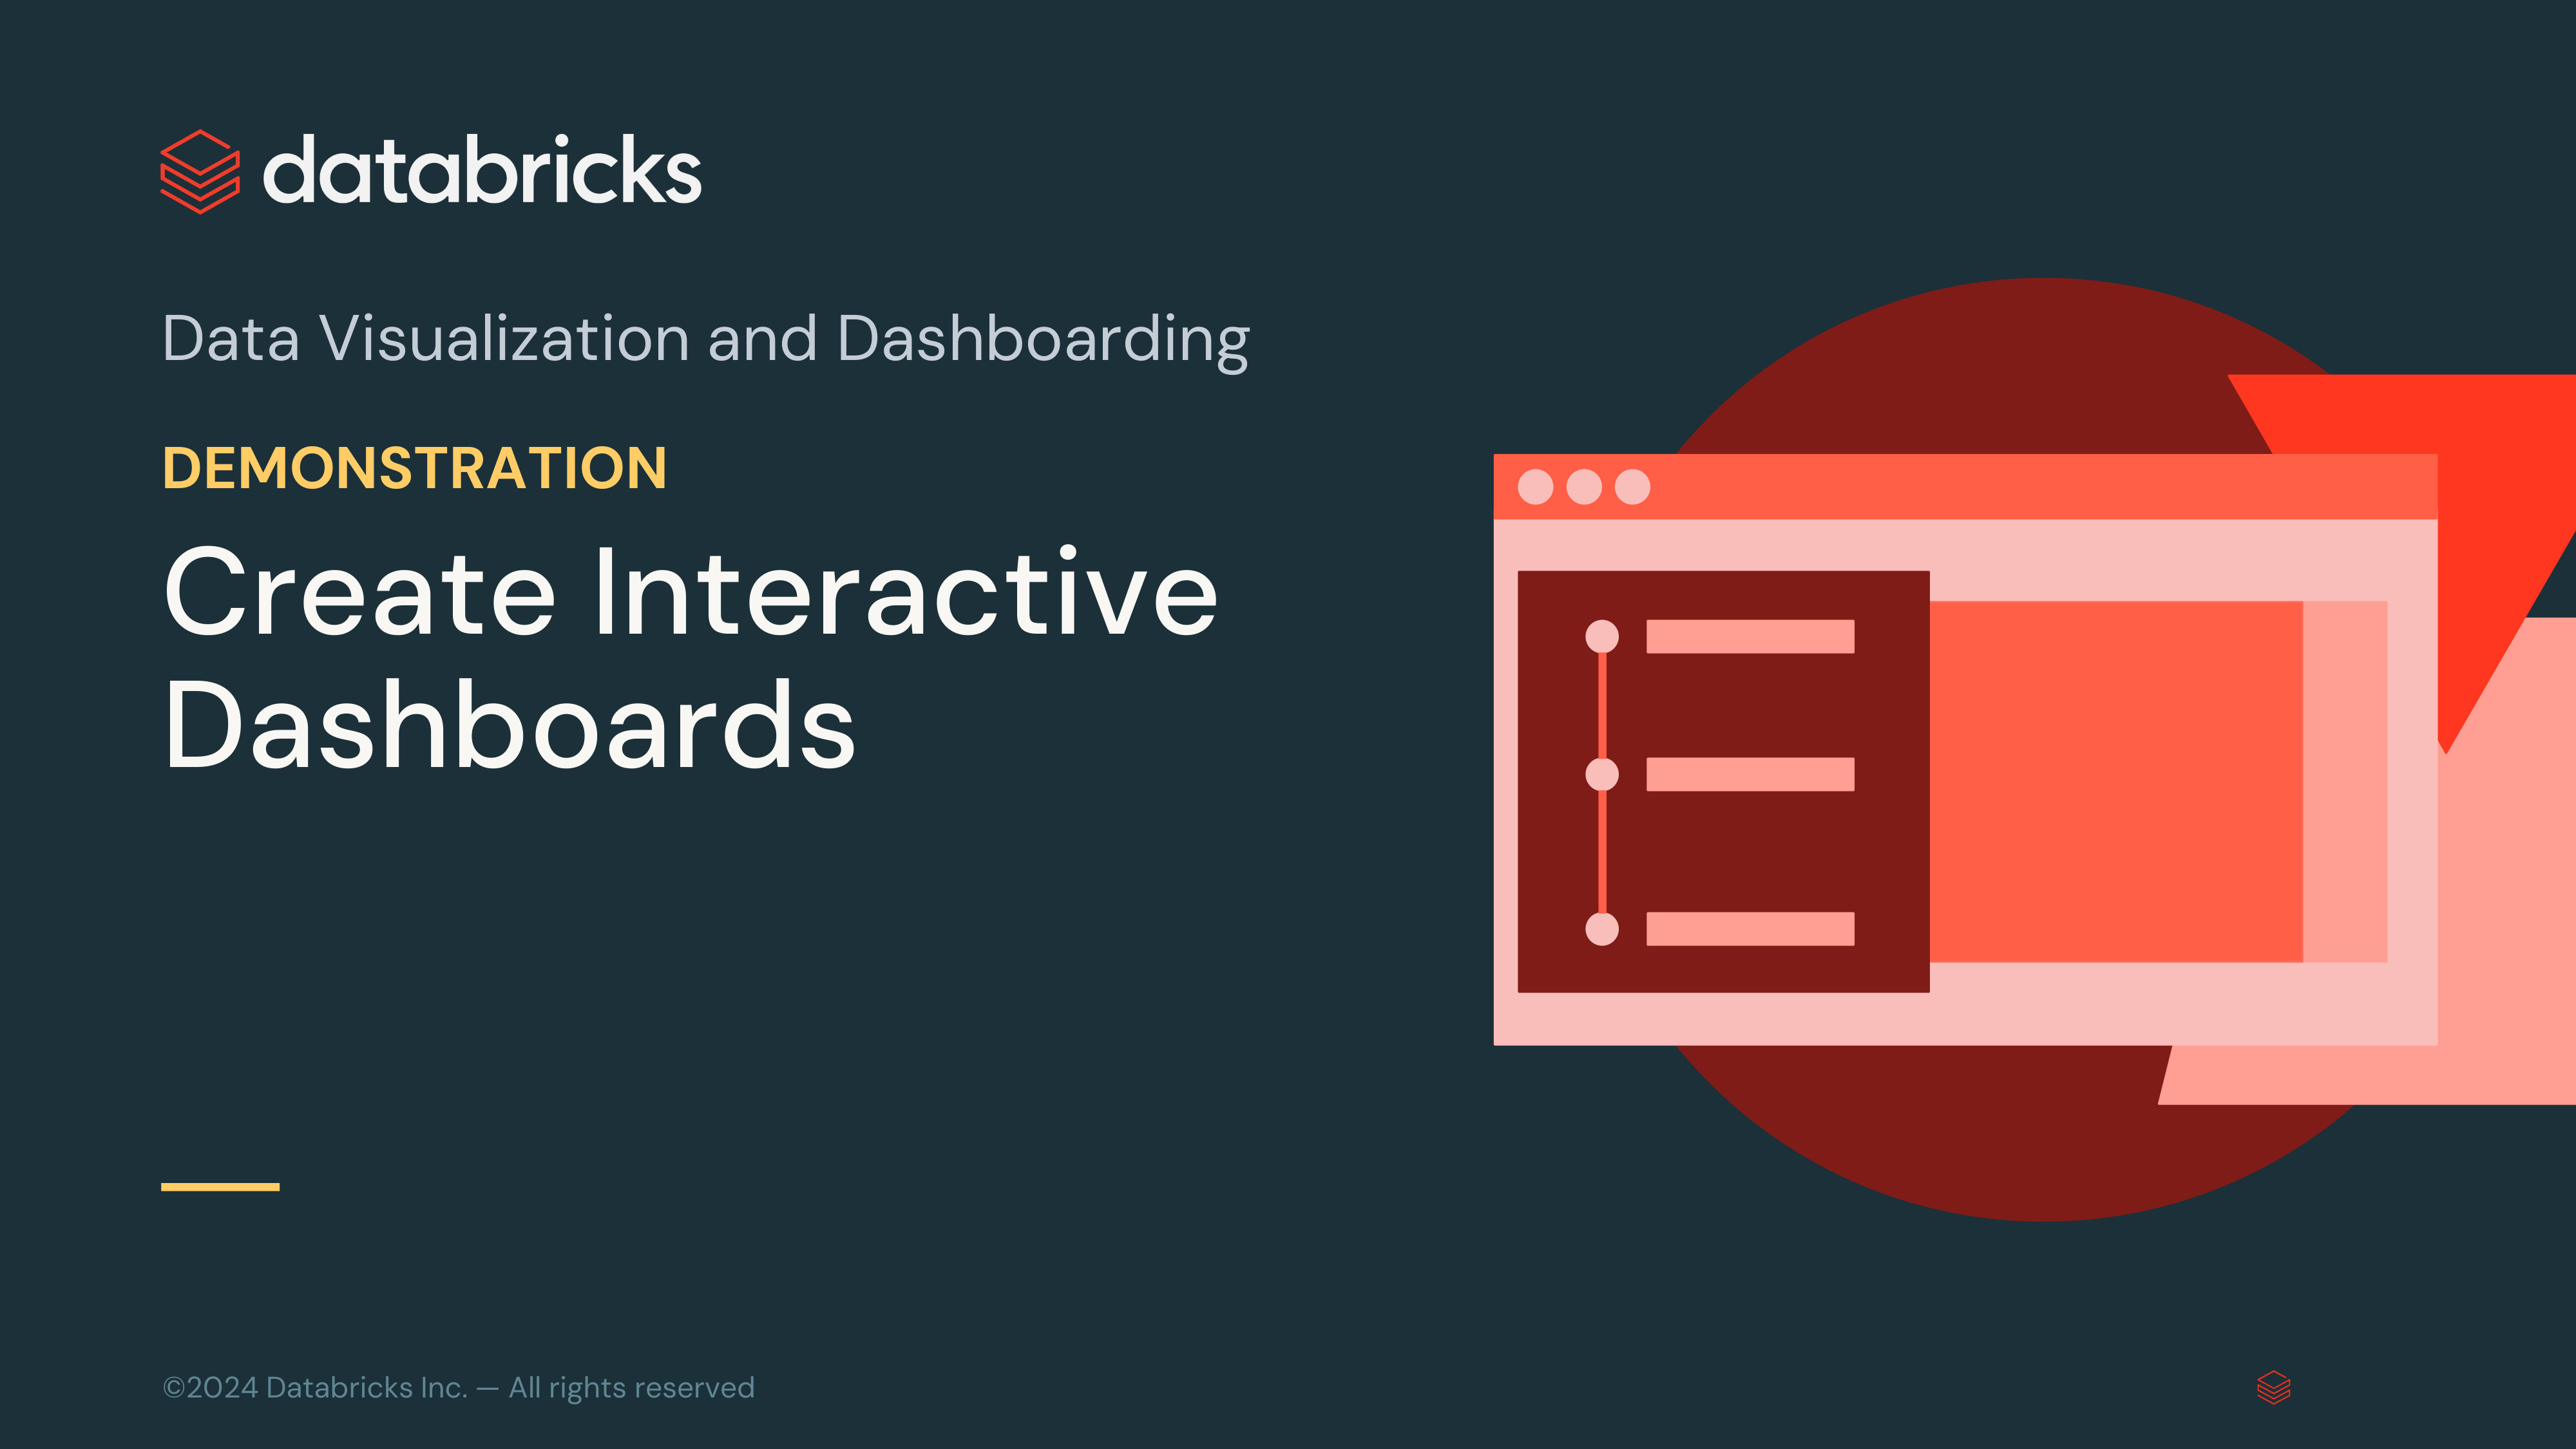 databricks
Data Visualization and Dashboarding
DEMONSTRATION
Create Interactive
Dashboards
©2024 Databricks Inc. — All rights reserved